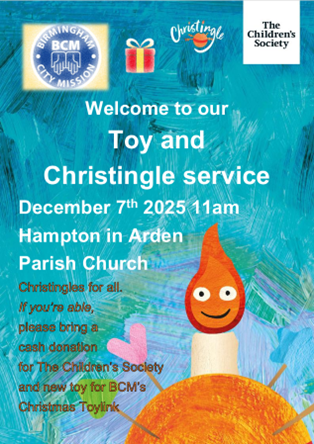 BIRMINGHAM
BCM
CITY MISSION
Christingle
The
Children's
Society
Welcome to our
Toy and
Christingle service
December 7th 2025 11am
Hampton in Arden
Parish Church
Christingles for all.
If you're able,
please bring a
cash donation
for The Children's Society
and new toy for BCM's
Christmas Toylink